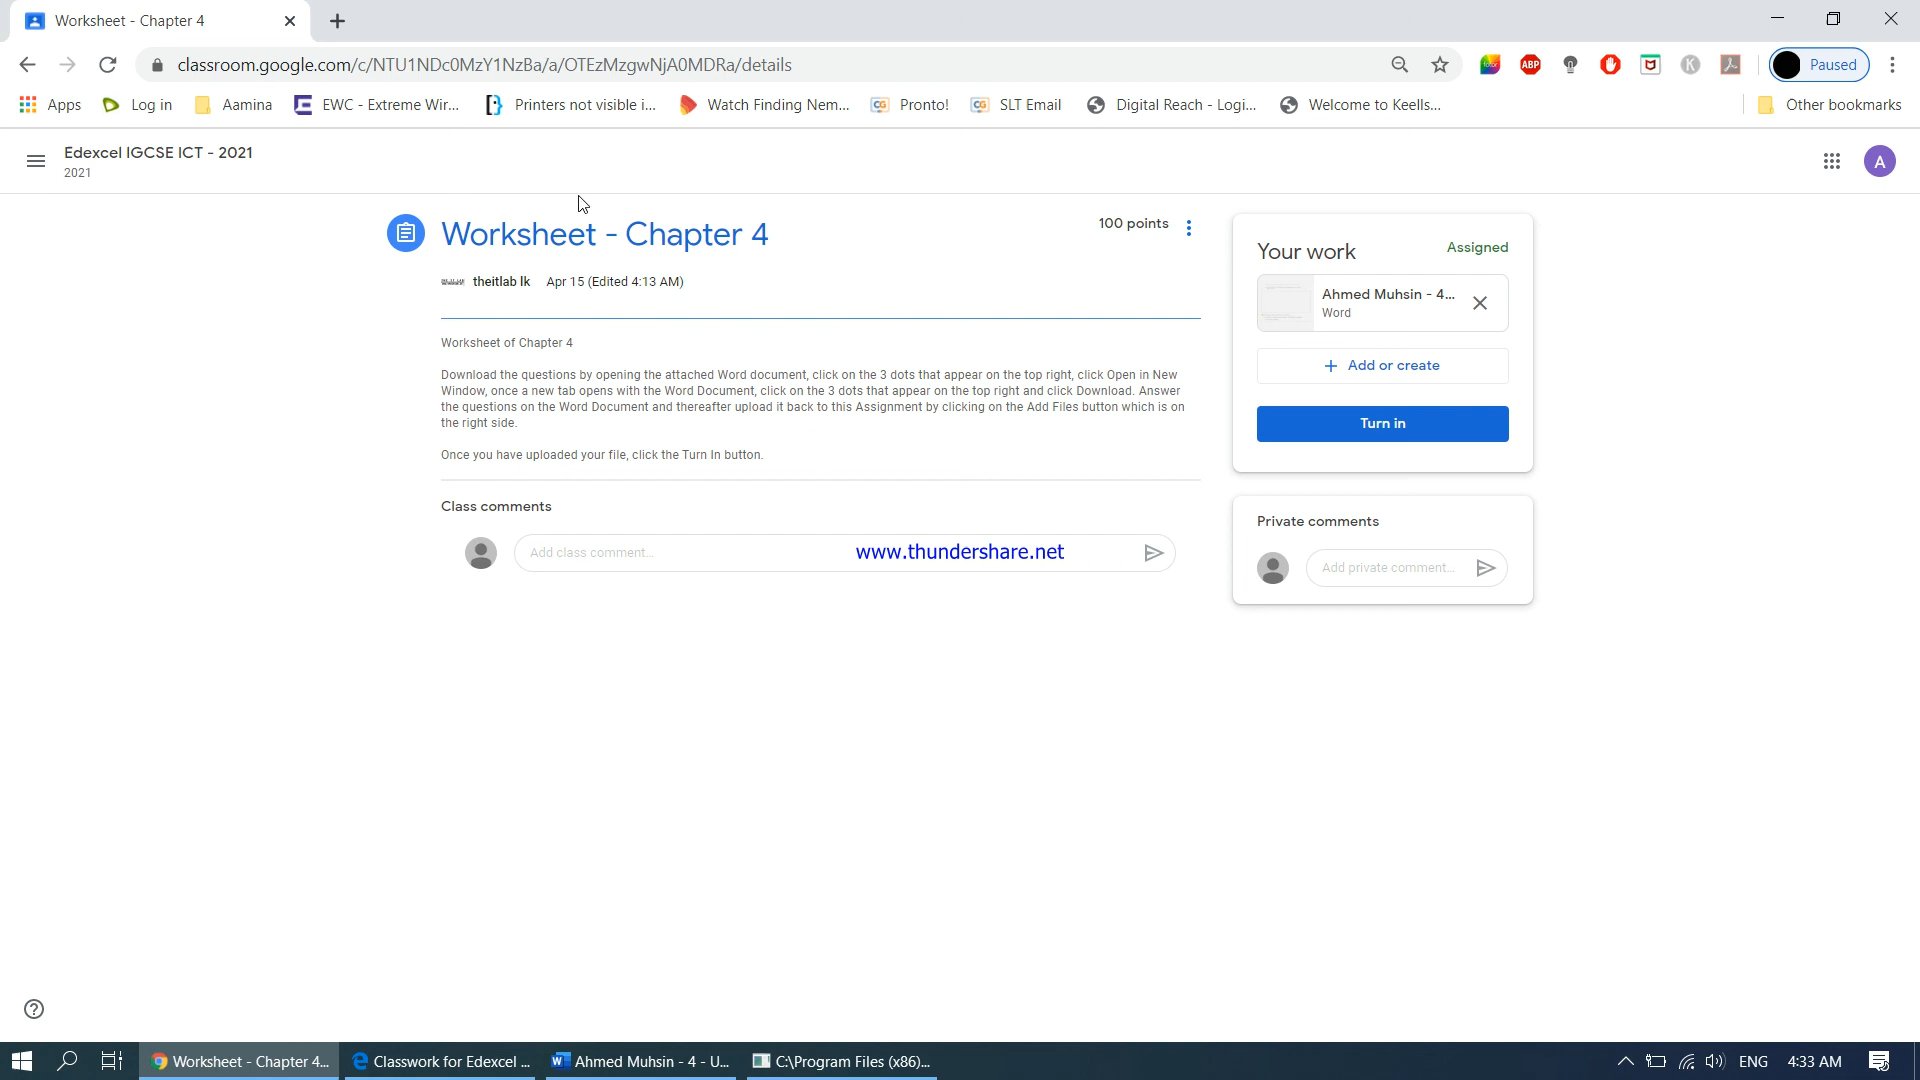 Worksheet - Chapter 4
classroom.google.com/c/NTU1NDc0MzY1NzBa/a/OTEzMzgwNjA0MDRa/details
ABP
K
Paused
Apps
Log in
Aamina
EWC - Extreme Wir...
Printers not visible i...
Watch Finding Nem...
CG
Pronto!
CG
SLT Email
Digital Reach - Logi...
Welcome to Keells...
Other bookmarks
Edexcel IGCSE ICT - 2021
2021
A
Worksheet - Chapter 4
100 points
theitlab lk Apr 15 (Edited 4:13 AM)
Worksheet of Chapter 4
Download the questions by opening the attached Word document, click on the 3 dots that appear on the top right, click Open in New
Window, once a new tab opens with the Word Document, click on the 3 dots that appear on the top right and click Download. Answer
the questions on the Word Document and thereafter upload it back to this Assignment by clicking on the Add Files button which is on
the right side.
Once you have uploaded your file, click the Turn In button.
Class comments
Add class comment...
www.thundershare.net
Your work
Assigned
Ahmed Muhsin - 4...
Word
+ Add or create
Turn in
Private comments
Add private comment...
Worksheet - Chapter 4...
Classwork for Edexcel ...
Ahmed Muhsin - 4 - U...
C:\Program Files (x86)...
ENG
4:33 AM